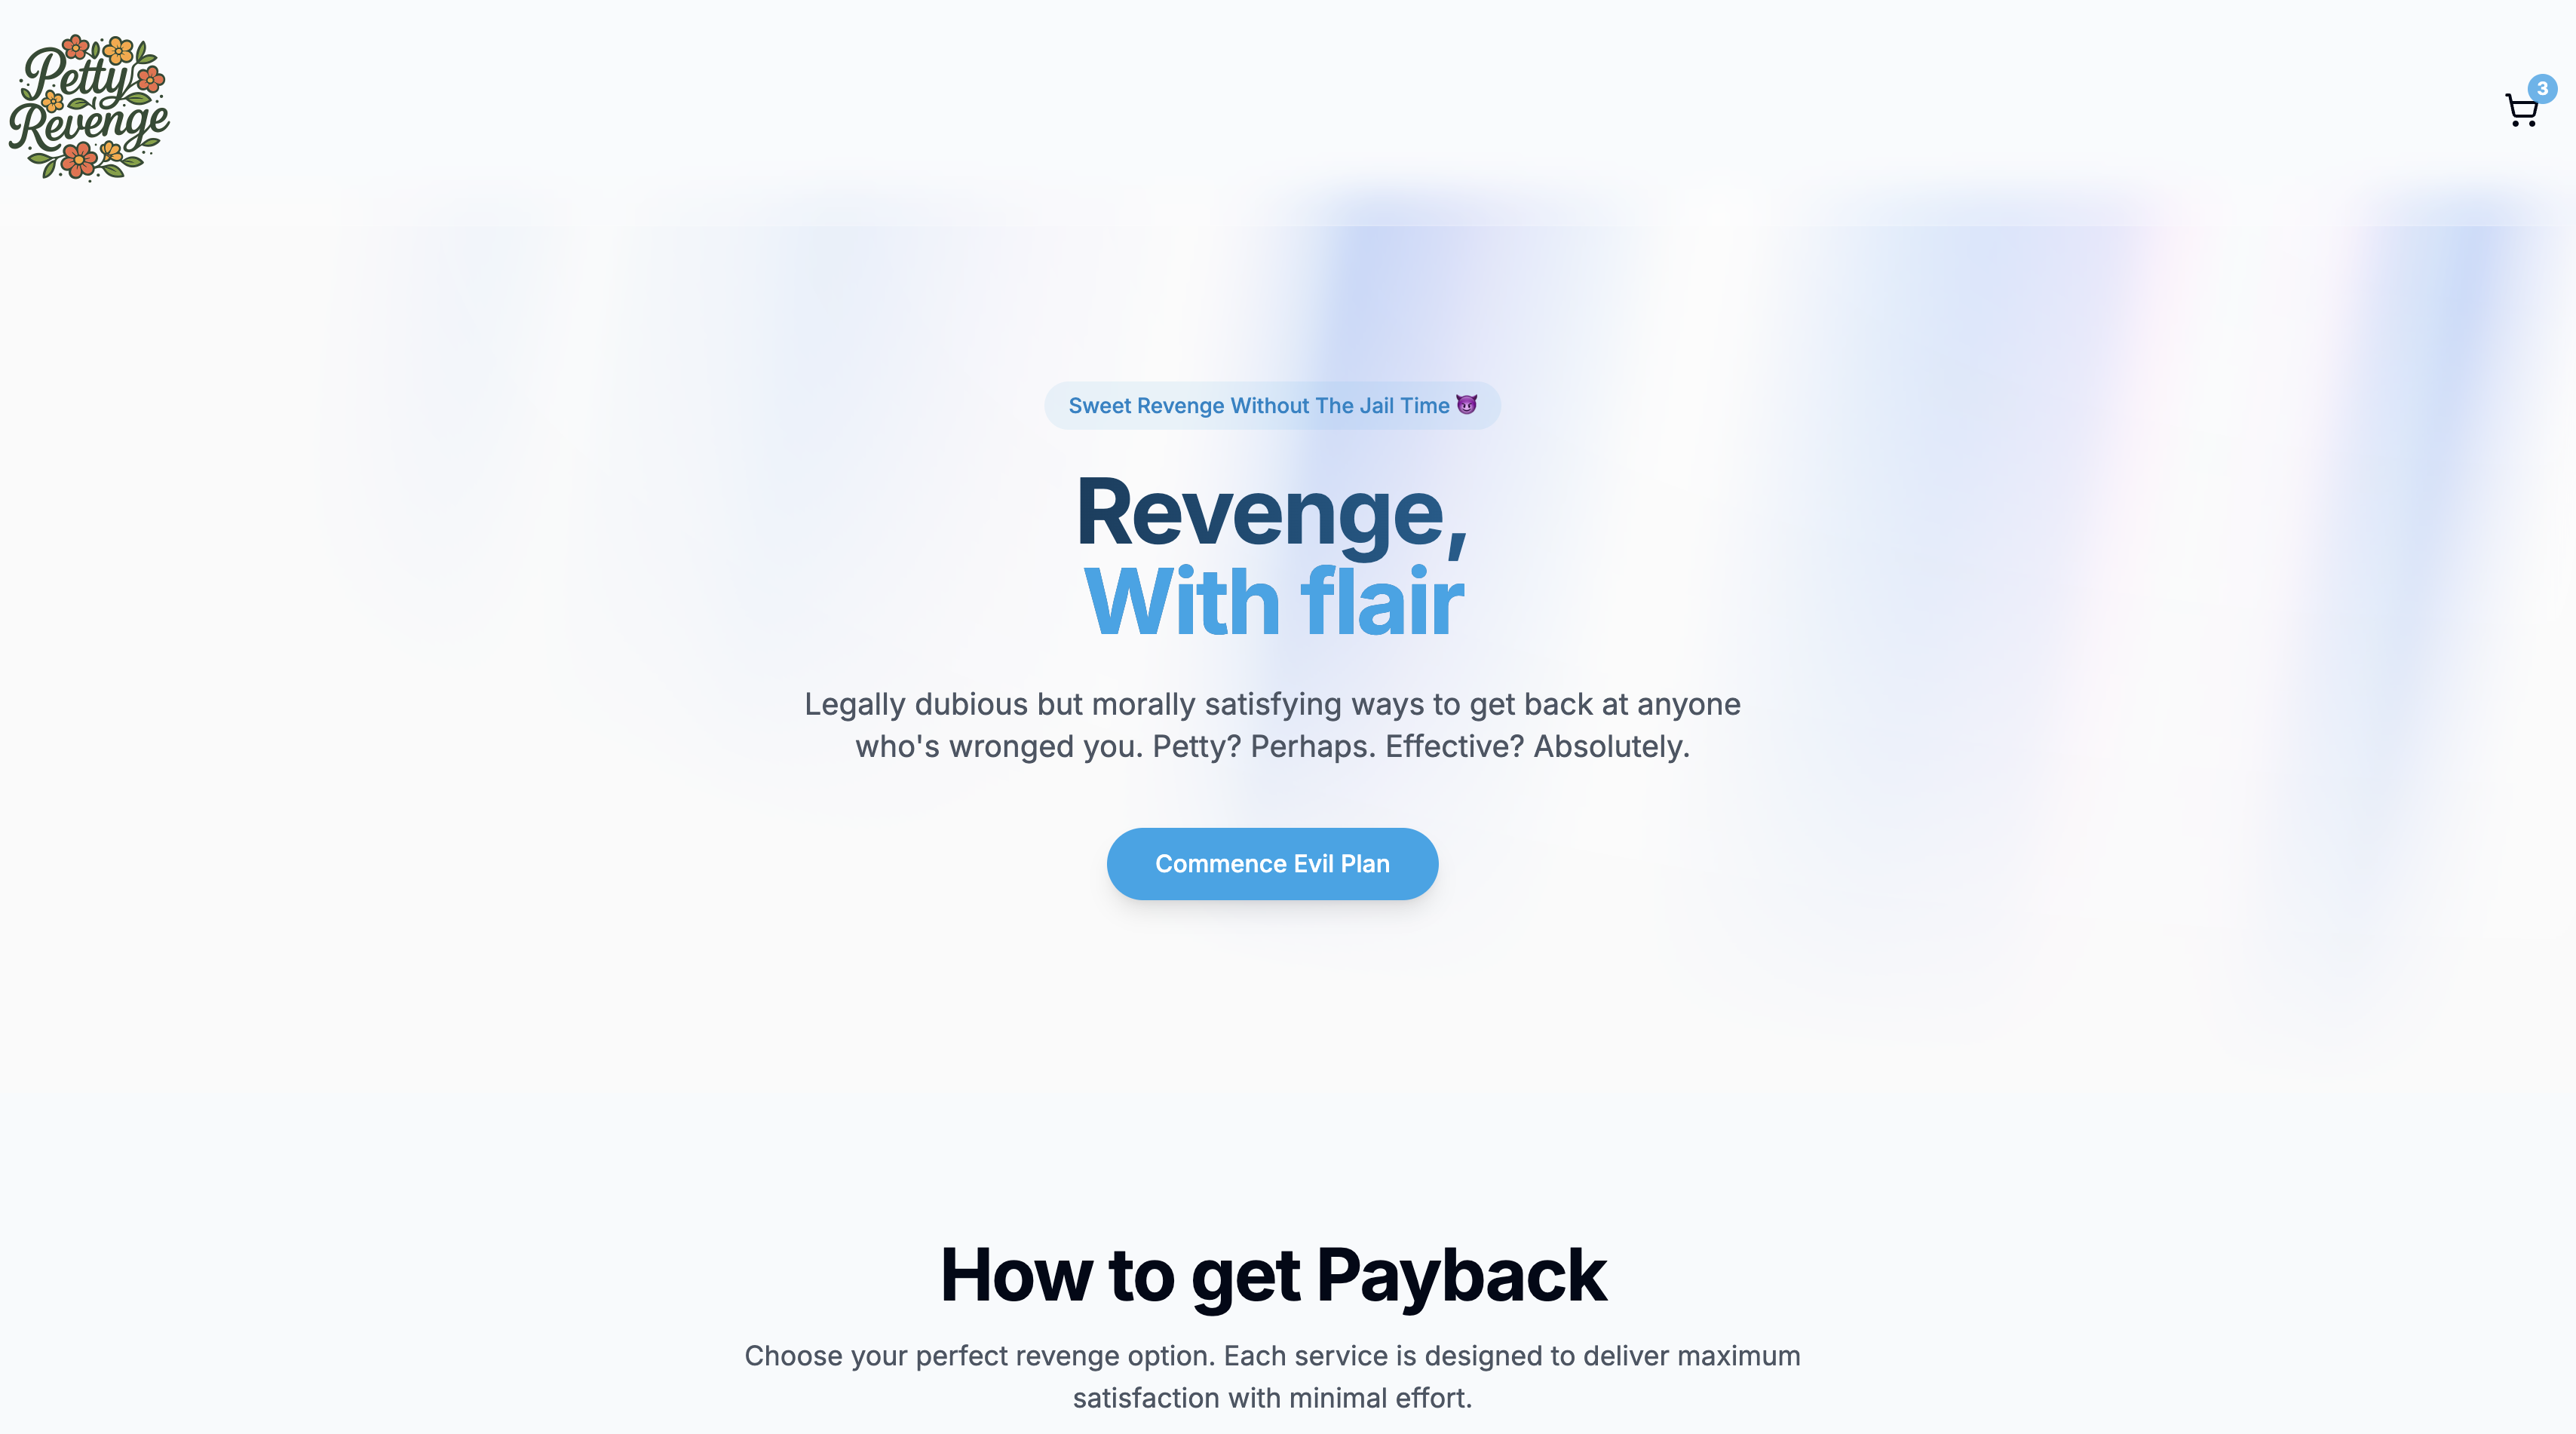 Petty
Revenge
3
Sweet Revenge Without The Jail Time 😈
Revenge,
With flair
Legally dubious but morally satisfying ways to get back at anyone
who's wronged you. Petty? Perhaps. Effective? Absolutely.
Commence Evil Plan
How to get Payback
Choose your perfect revenge option. Each service is designed to deliver maximum
satisfaction with minimal effort.